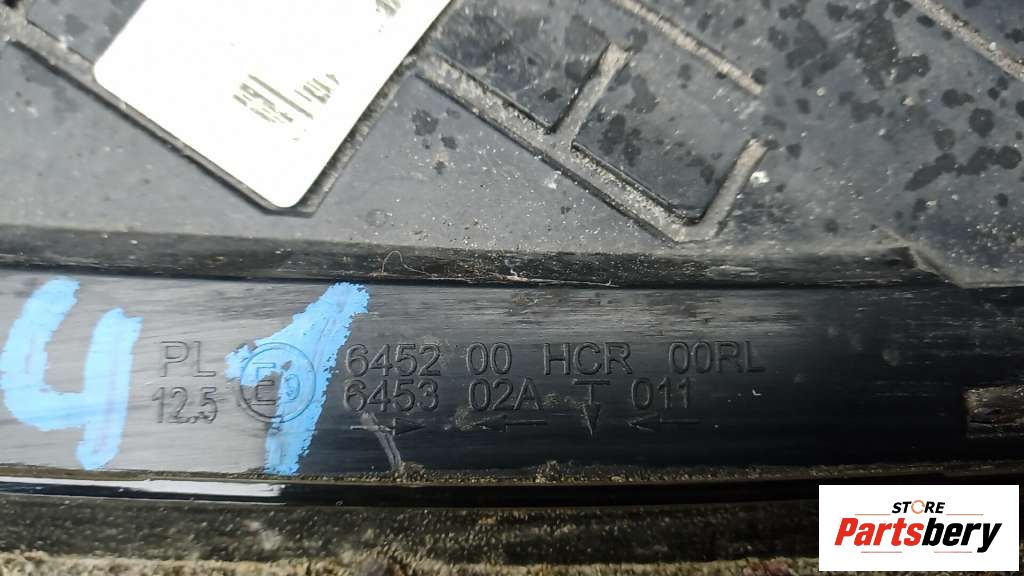 41
PL E9 6452 00 HCR 00RL
12.5 6453 02A T 011
STORE
Partsbery